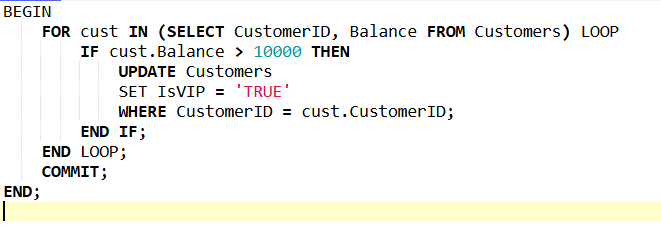 BEGIN
    FOR cust IN (SELECT CustomerID, Balance FROM Customers) LOOP
        IF cust.Balance > 10000 THEN
            UPDATE Customers
            SET IsVIP = 'TRUE'
            WHERE CustomerID = cust.CustomerID;
        END IF;
    END LOOP;
    COMMIT;
END;